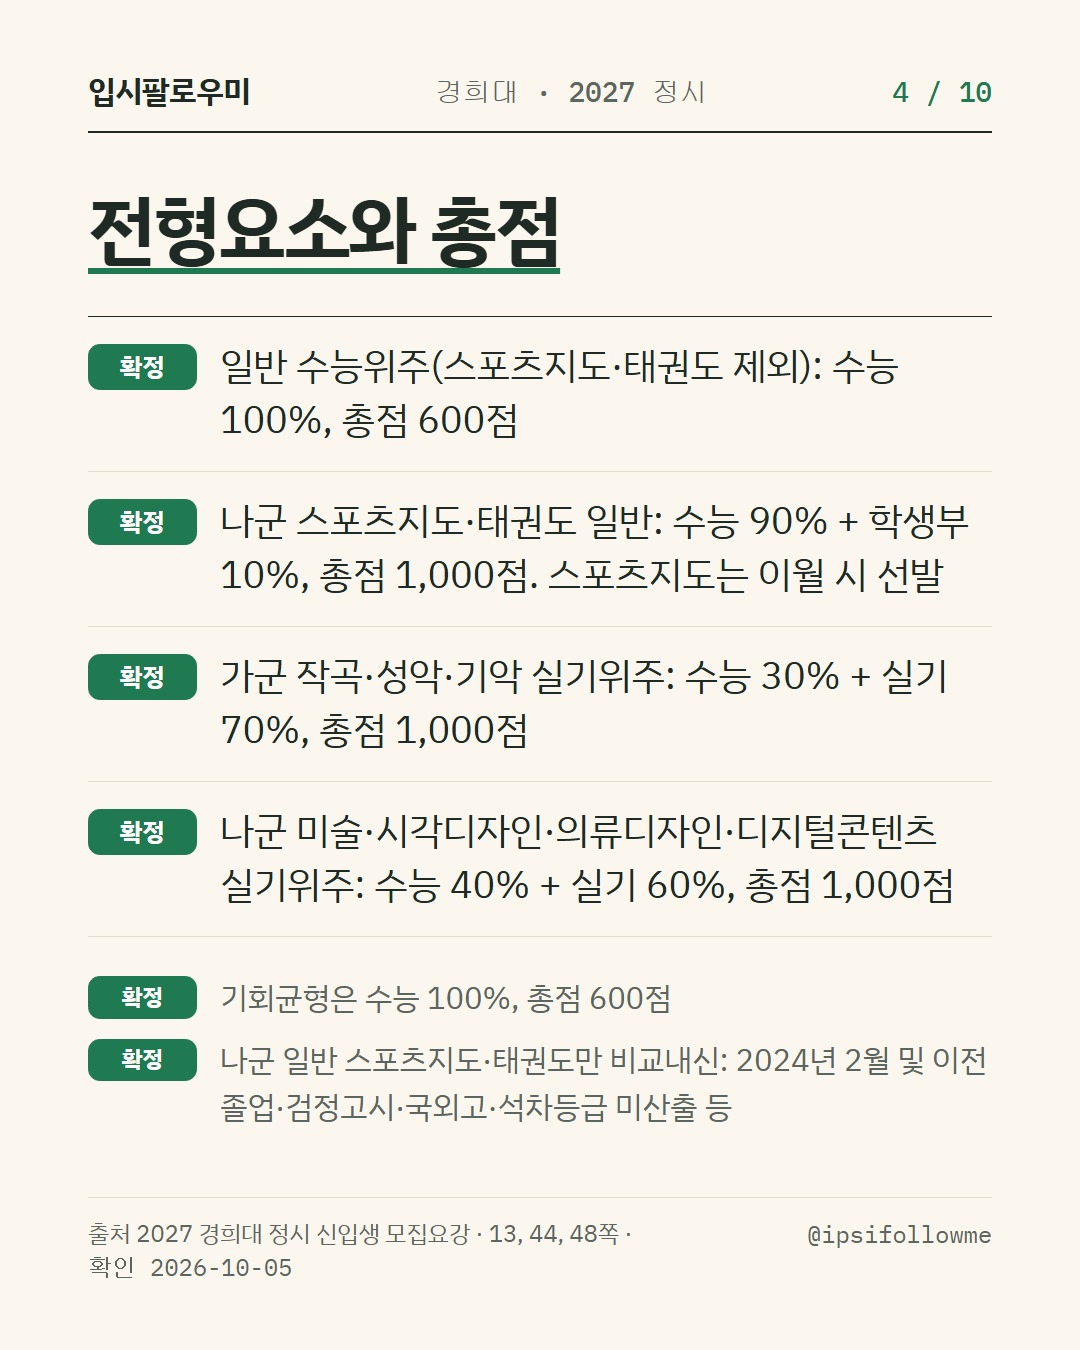 입시팔로우미
경희대 · 2027 정시
4 / 10
전형요소와 총점
확정
일반 수능위주(스포츠지도·태권도 제외): 수능
100%, 총점 600점
확정
나군 스포츠지도·태권도 일반: 수능 90% + 학생부
10%, 총점 1,000점. 스포츠지도는 이월 시 선발
확정
가군 작곡·성악·기악 실기위주: 수능 30% + 실기
70%, 총점 1,000점
확정
나군 미술·시각디자인·의류디자인·디지털콘텐츠
실기위주: 수능 40% + 실기 60%, 총점 1,000점
확정
기회균형은 수능 100%, 총점 600점
확정
나군 일반 스포츠지도·태권도만 비교내신: 2024년 2월 및 이전
졸업·검정고시·국외고·석차등급 미산출 등
출처 2027 경희대 정시 신입생 모집요강 · 13, 44, 48쪽 ·
확인 2026-10-05
@ipsifollowme